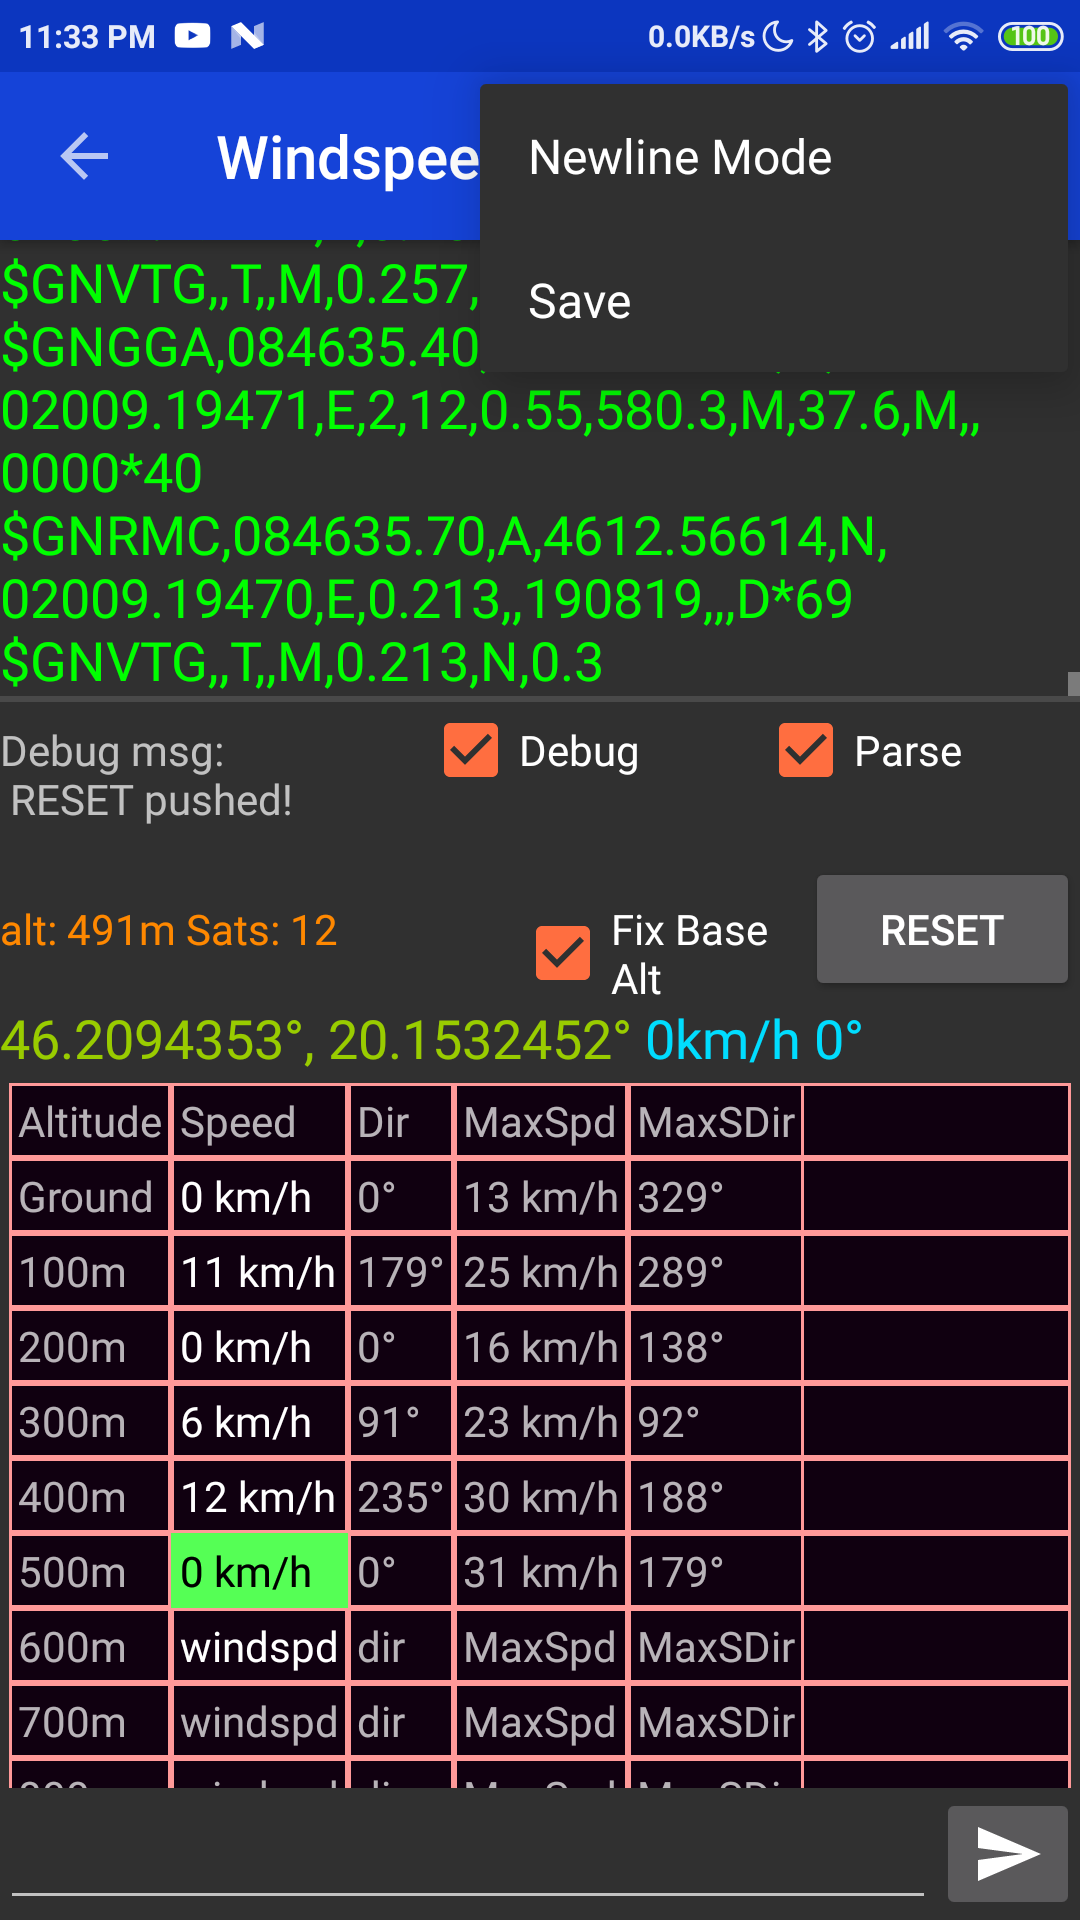 11:33 PM
0.0KB/s
100
Windspee
Newline Mode
Save
$GNVTG,,T,,M,0.257,
$GNGGA,084635.40,
02009.19471,E,2,12,0.55,580.3,M,37.6,M,,
0000*40
$GNRMC,084635.70,A,4612.56614,N,
02009.19470,E,0.213,,190819,,,D*69
$GNVTG,,T,,M,0.213,N,0.3
Debug msg:
RESET pushed!
Debug
Parse
alt: 491m Sats: 12
Fix Base
Alt
RESET
46.2094353°, 20.1532452° 0km/h 0°
Altitude Speed Dir MaxSpd MaxSDir
Ground 0 km/h 0° 13 km/h 329°
100m 11 km/h 179° 25 km/h 289°
200m 0 km/h 0° 16 km/h 138°
300m 6 km/h 91° 23 km/h 92°
400m 12 km/h 235° 30 km/h 188°
500m 0 km/h 0° 31 km/h 179°
600m windspd dir MaxSpd MaxSDir
700m windspd dir MaxSpd MaxSDir